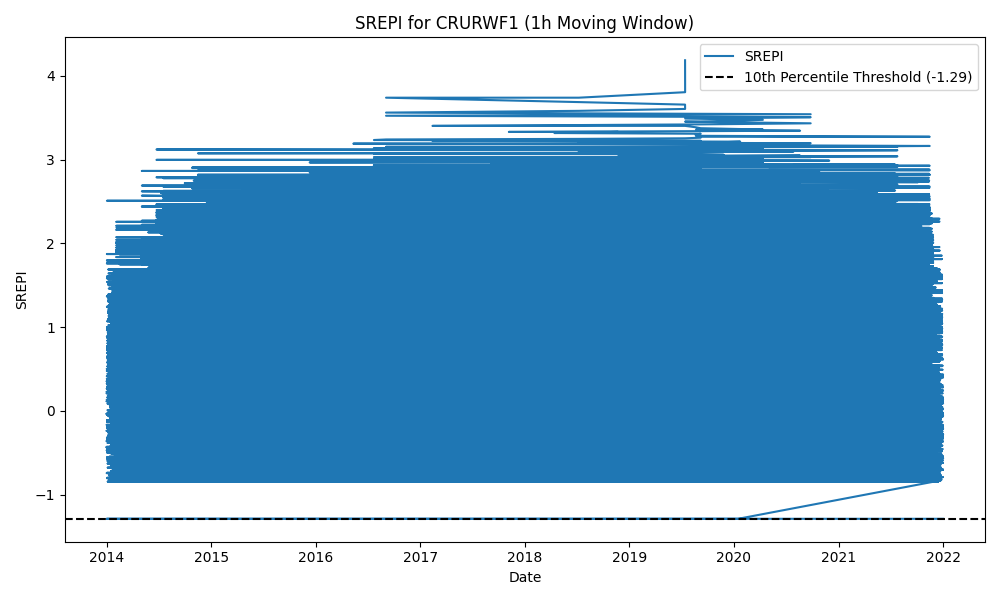 SREPI for CRURWF1 (1h Moving Window)
SREPI
10th Percentile Threshold (-1.29)
4
3
2
1
0
−1
SREPI
2014 2015 2016 2017 2018 2019 2020 2021 2022
Date